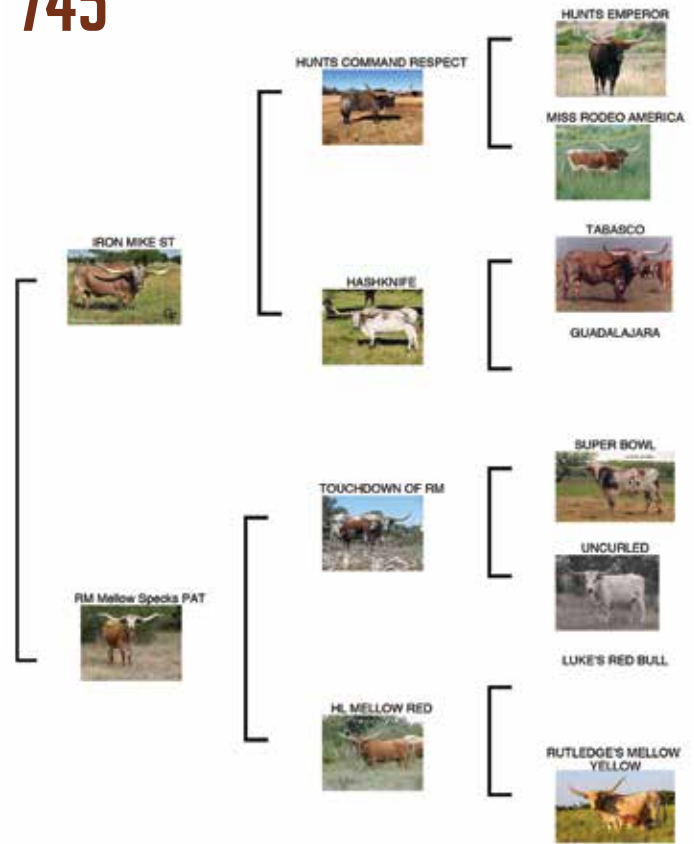 745
HUNTS EMPEROR
HUNTS COMMAND RESPECT
MISS RODEO AMERICA
IRON MIKE ST
TABASCO
HASHKNIFE
GUADALAJARA
SUPER BOWL
TOUCHDOWN OF RM
UNCURLED
RM Mellow Specks PAT
LUKE'S RED BULL
HL MELLOW RED
RUTLEDGE'S MELLOW
YELLOW